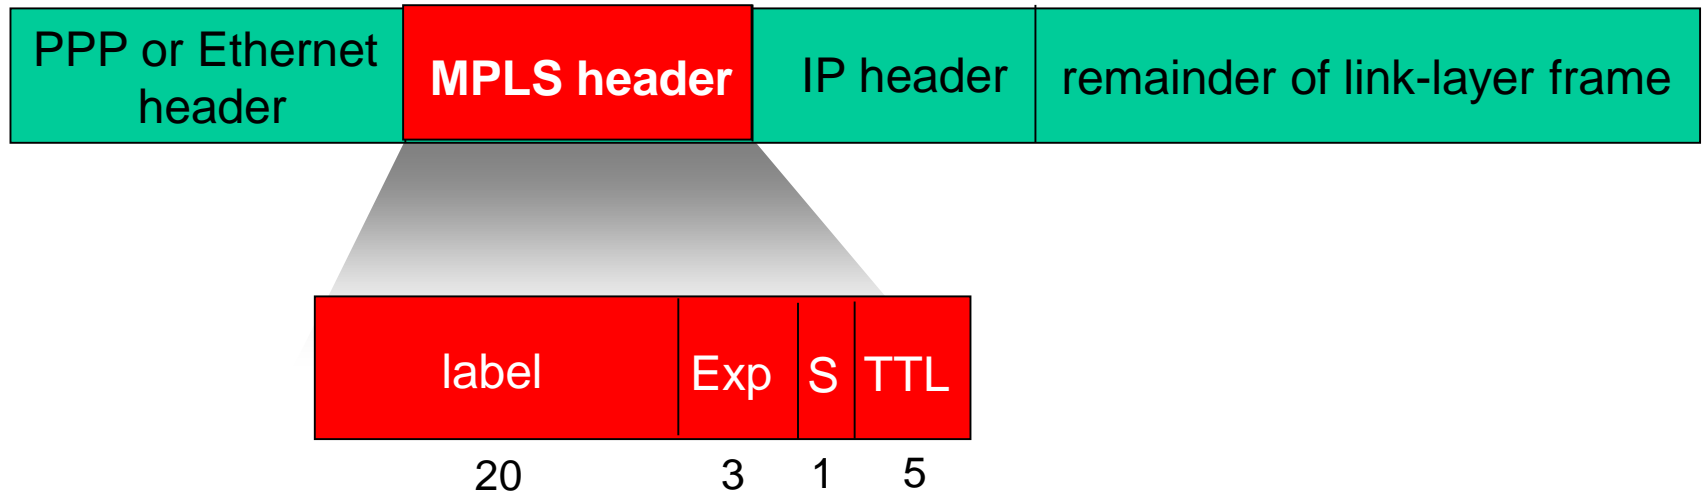 PPP or Ethernet
header
MPLS header
IP header
remainder of link-layer frame
label
Exp
S
TTL
20
3
1
5